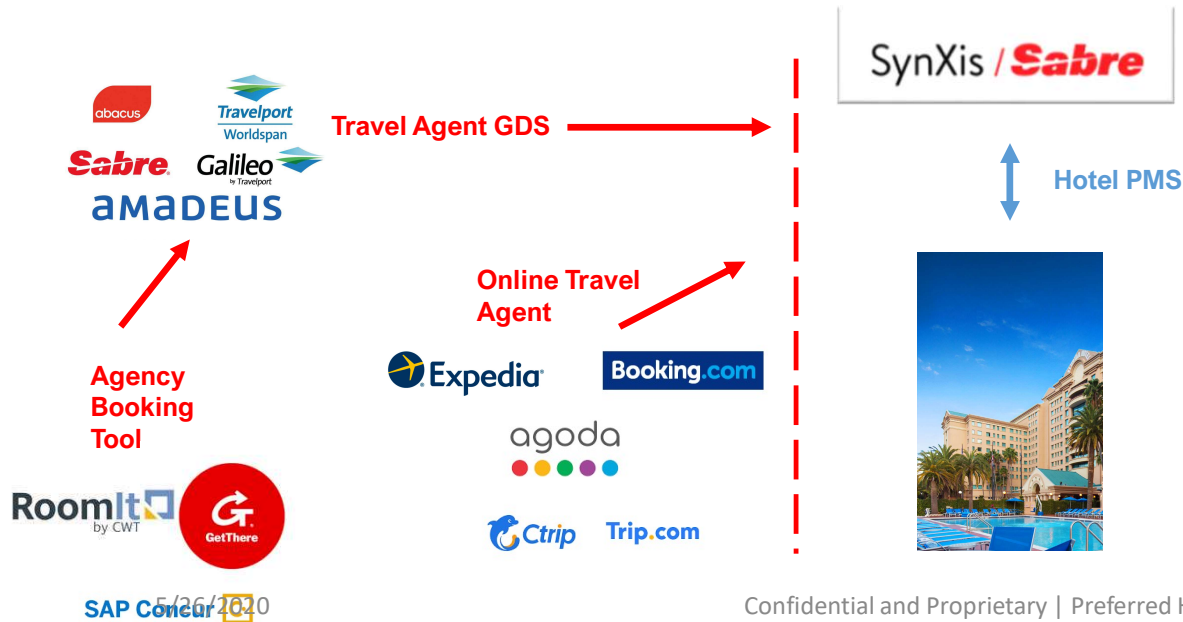 SynXis / Sabre
abacus
Travelport
Worldspan
Travel Agent GDS
Sabre
Galileo
by Travelport
Hotel PMS
amadeus
Online Travel
Agent
Expedia
Booking.com
Agency
Booking
Tool
agoda
RoomIt
by CWT
GetThere
Ctrip
Trip.com
SAP Concur
5/26/2020
Confidential and Proprietary | Preferred H